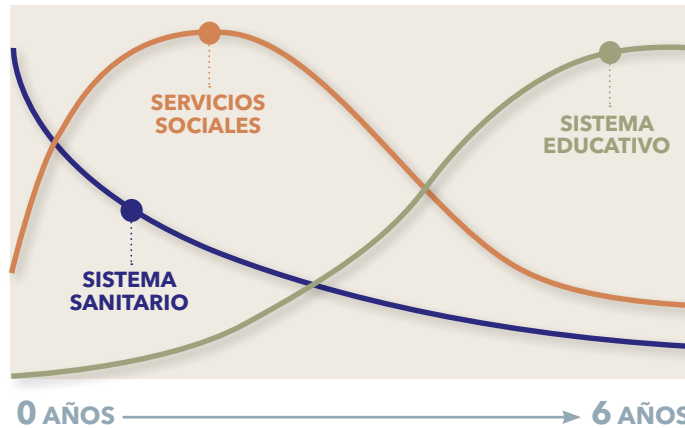 SERVICIOS
SOCIALES
SISTEMA
EDUCATIVO
SISTEMA
SANITARIO
0 AÑOS
6 AÑOS